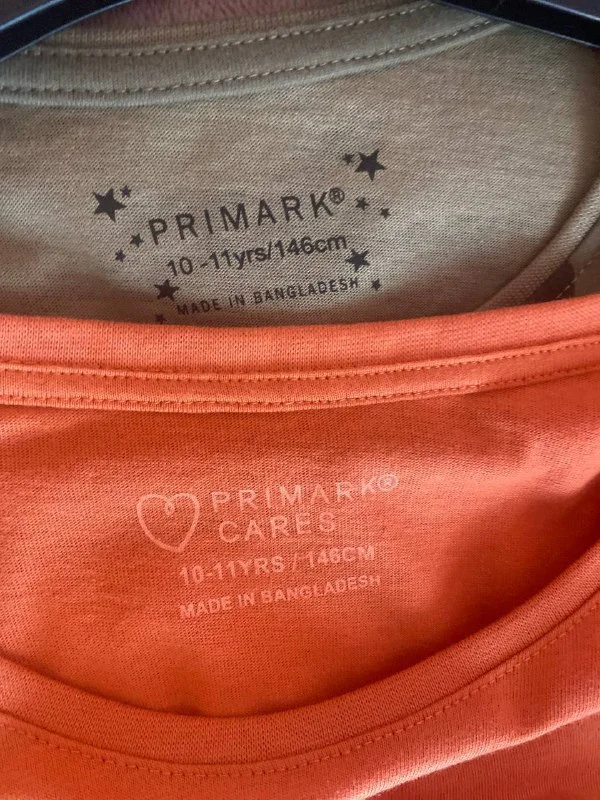 PRIMARK®
10 -11yrs/146cm
MADE IN BANGLADESH
PRIMARK®
CARES
10-11YRS / 146CM
MADE IN BANGLADESH